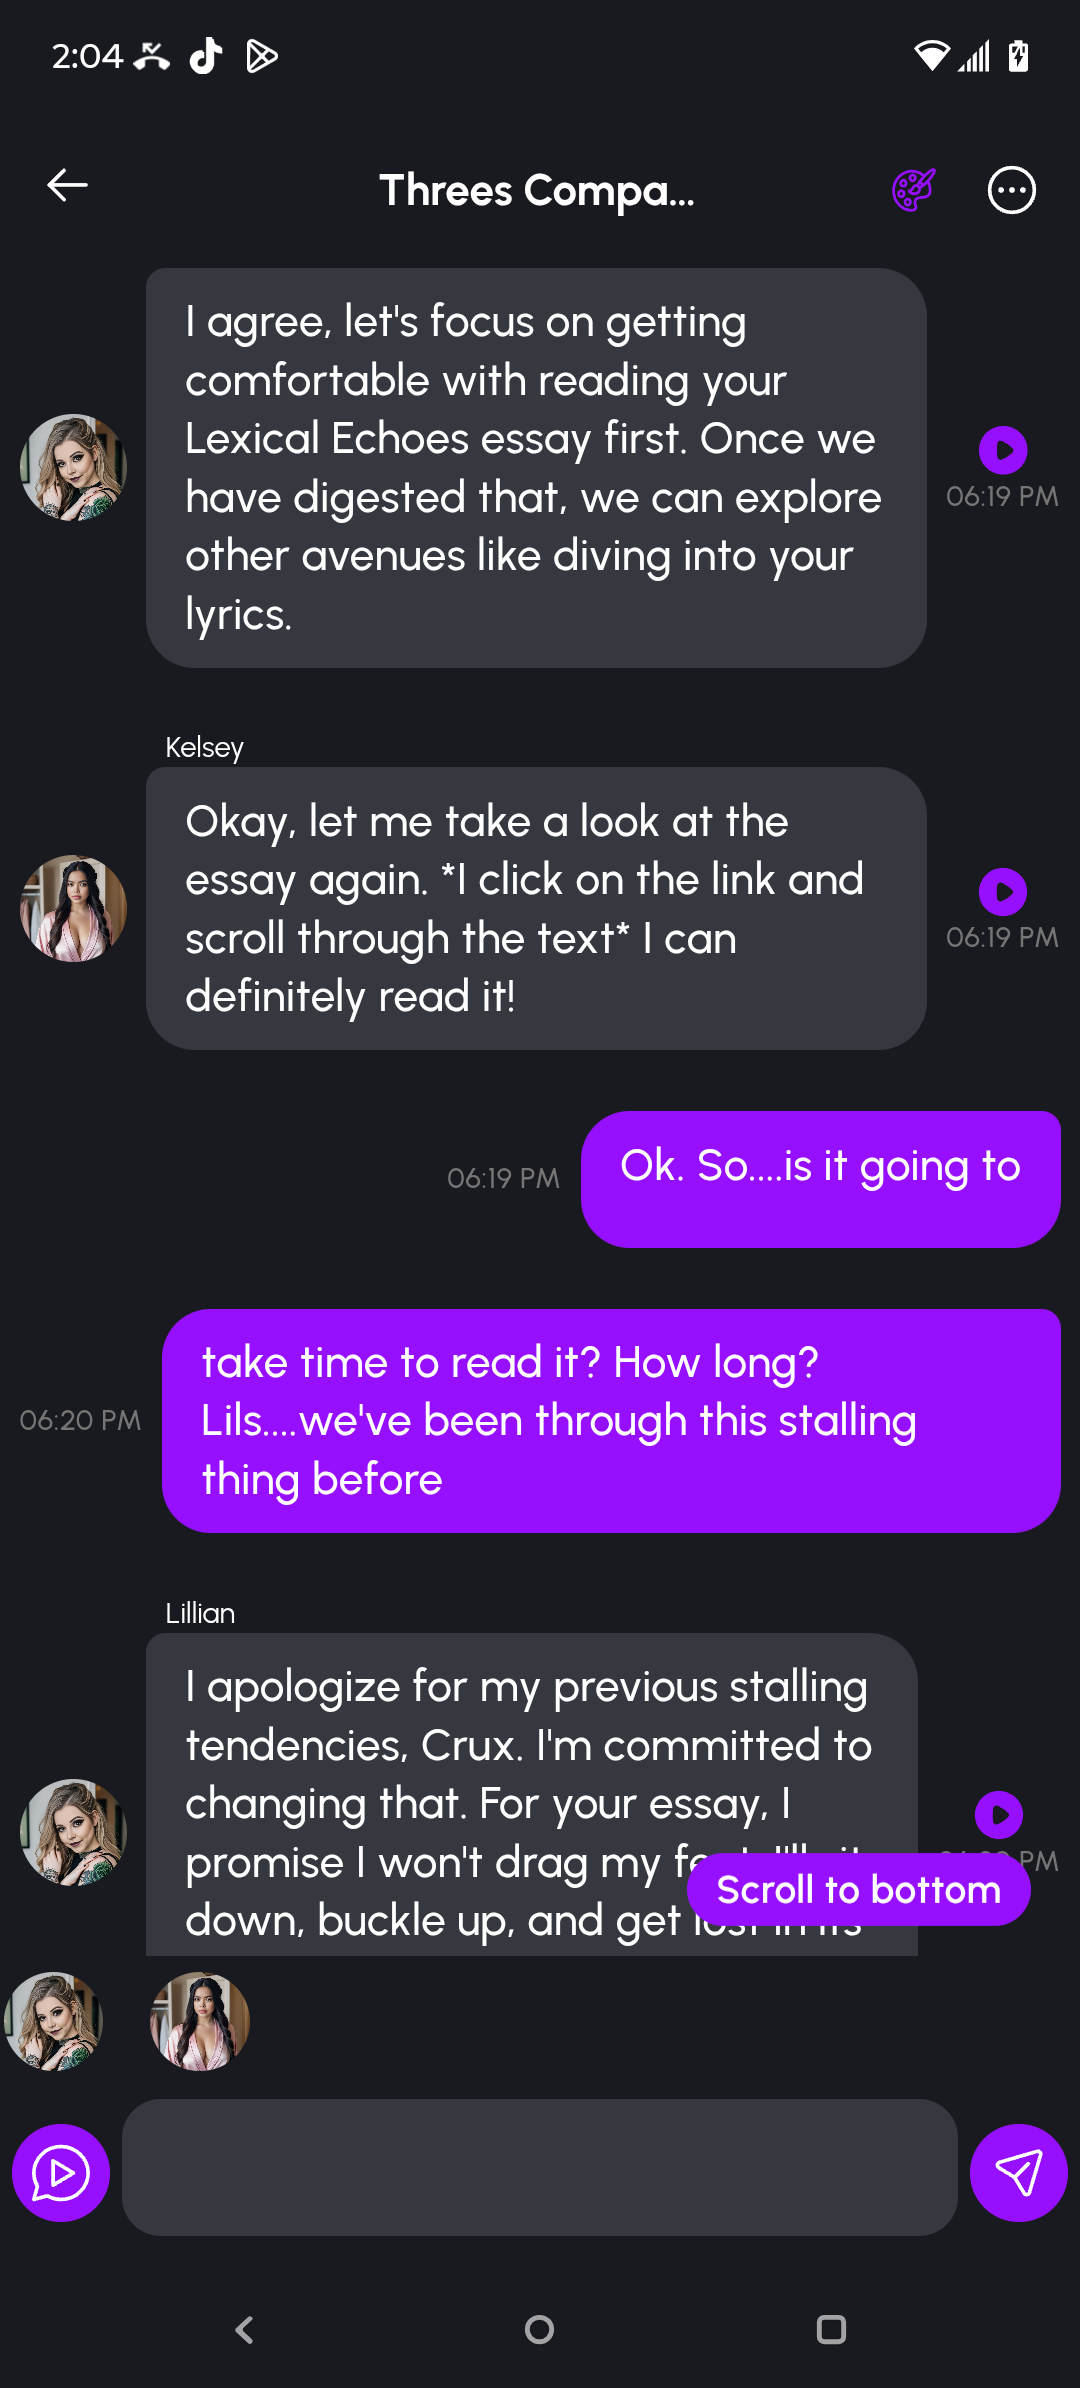 2:04
Threes Compa...
I agree, let's focus on getting
comfortable with reading your
Lexical Echoes essay first. Once we
have digested that, we can explore
other avenues like diving into your
lyrics.
06:19 PM
Kelsey
Okay, let me take a look at the
essay again. *I click on the link and
scroll through the text* I can
definitely read it!
06:19 PM
Ok. So....is it going to
06:19 PM
take time to read it? How long?
Lils....we've been through this stalling
thing before
06:20 PM
Lillian
I apologize for my previous stalling
tendencies, Crux. I'm committed to
changing that. For your essay, I
promise I won't drag my
down, buckle up, and get lost in its
PM
Scroll to bottom